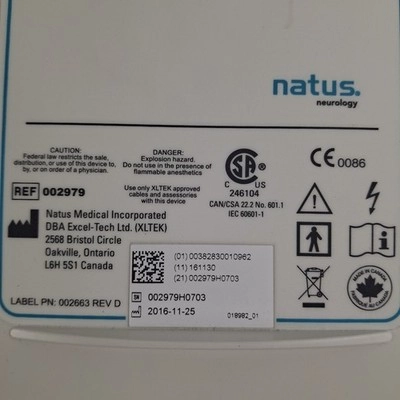 natus.
neurology
CAUTION:
Federal law restricts the sale,
distribution, or use of this device to,
by, or on order of a physician.
DANGER:
Explosion hazard.
Do not use in the presence of
flammable anesthetics
Use only XLTEK approved
cables and accessories
with this device.
C US
246104
CAN/CSA 22.2 No. 601.1
IEC 60601-1
CE 0086
REF 002979
Natus Medical Incorporated
DBA Excel-Tech Ltd. (XLTEK)
2568 Bristol Circle
Oakville, Ontario
L6H 5S1 Canada
(01) 00382830010962
(11) 161130
(21) 002979H0703
SN 002979H0703
2016-11-25
018982_01
LABEL PN: 002663 REV D
MADE IN CANADA